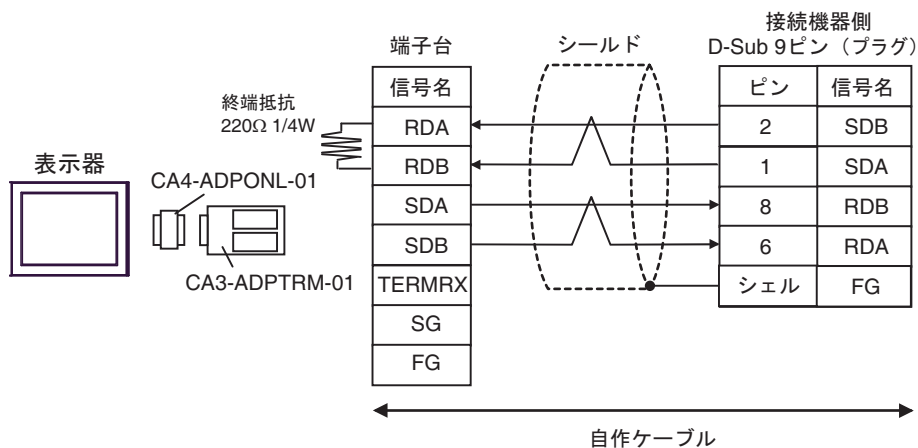 接続機器側
D-Sub 9ピン（プラグ）
端子台
シールド
信号名
ピン
信号名
終端抵抗
220Ω 1/4W
RDA
2
SDB
RDB
1
SDA
表示器
CA4-ADPONL-01
SDA
8
RDB
SDB
6
RDA
CA3-ADPTRM-01
TERMRX
シェル
FG
SG
FG
自作ケーブル